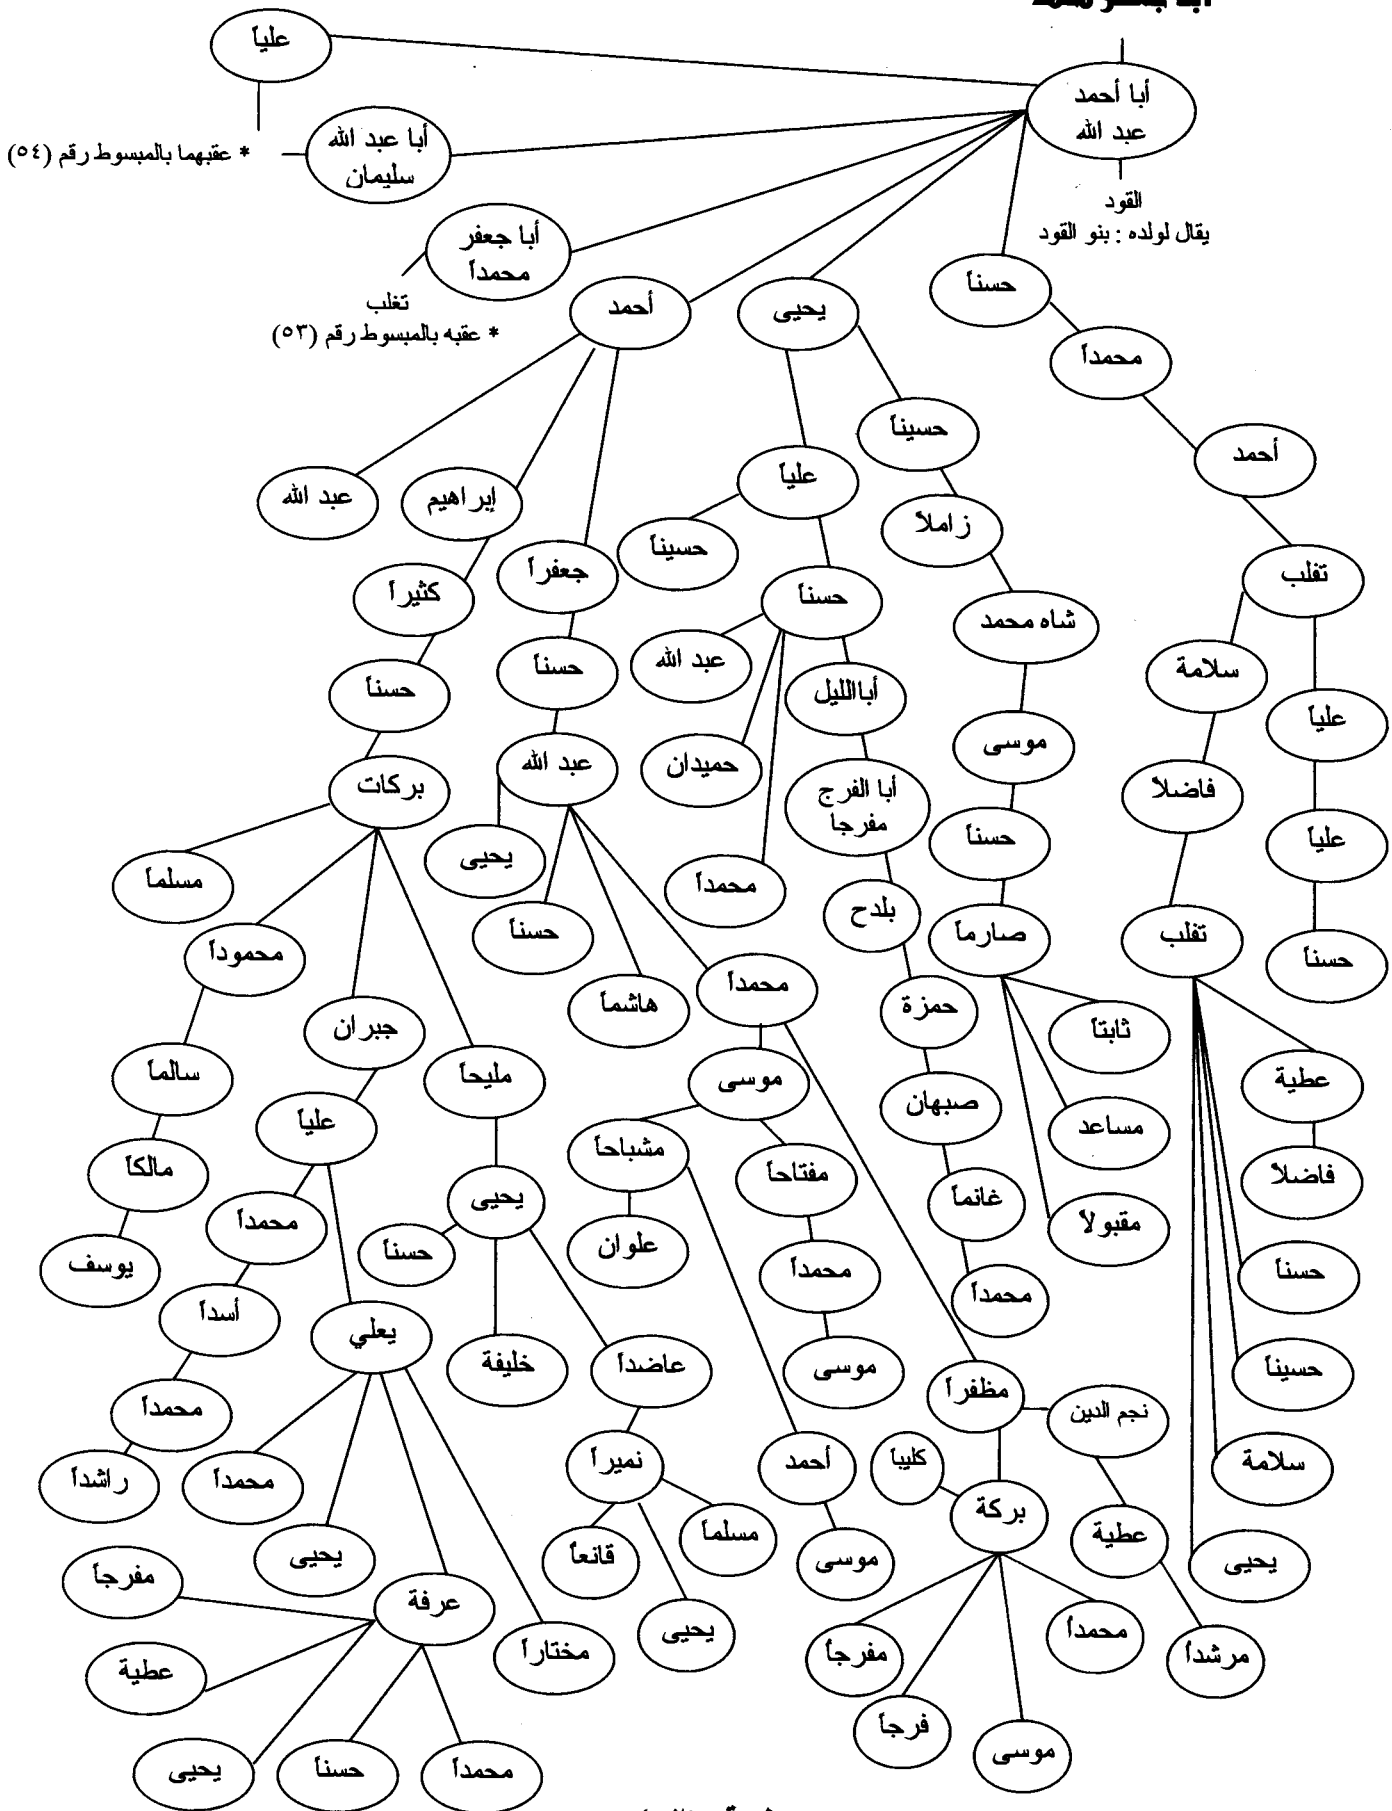 علياً
أبا أحمد
عبد الله
أبا عبد الله
سليمان
* عقبهما بالمبسوط رقم (٥٤)
القود
يقال لولده : بنو القود
أبا جعفر
محمداً
تغلب
* عقبه بالمبسوط رقم (٥٣)
حسناً
يحيى
أحمد
محمداً
حسيناً
أحمد
علياً
عبد الله
إبراهيم
زاملاً
حسيناً
جعفراً
كثيراً
تغلب
حسناً
شاه محمد
عبد الله
حسناً
حسناً
سلامة
أبا الليل
علياً
موسى
حميدان
عبد الله
بركات
فاضلاً
أبا الفرج
مفرجا
علياً
حسناً
محمداً
يحيى
مسلماً
بلدح
تغلب
صارماً
حسناً
حسناً
محموداً
محمداً
هاشماً
حمزة
جبران
ثابتاً
عطية
موسى
مليحاً
سالماً
صبهان
مساعد
علياً
مشباحاً
مفتاحاً
مالكاً
فاضلاً
غانماً
يحيى
مقبولاً
محمداً
حسناً
علوان
يوسف
حسنا
محمداً
محمداً
أسداً
يعلي
خليفة
عاضداً
موسى
حسيناً
مظفراً
نجم الدين
محمداً
كليبا
أحمد
نميراً
سلامة
محمداً
راشداً
بركة
مسلماً
عطية
موسى
قانعاً
يحيى
يحيى
مفرجاً
عرفة
يحيى
محمداً
مختاراً
مفرجاً
مرشداً
عطية
فرجاً
موسى
محمداً
حسناً
يحيى